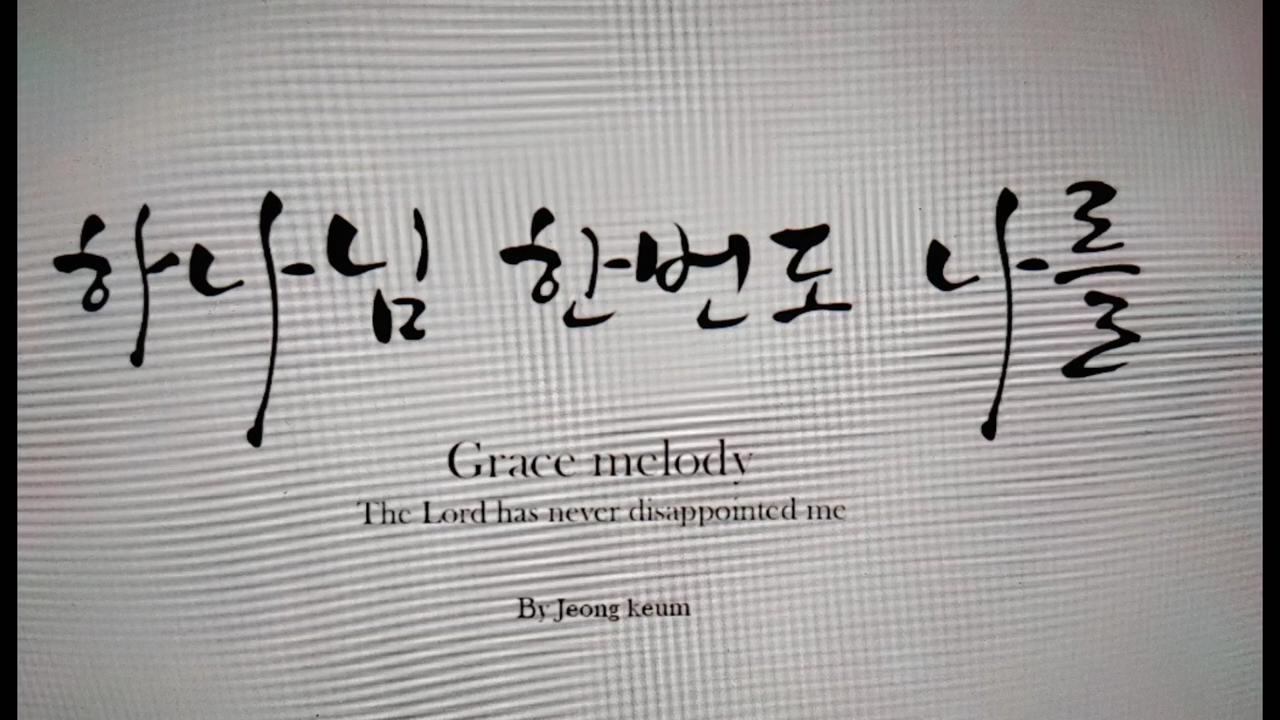 하나님 한번도 나를
Grace melody
The Lord has never disappointed me
By Jeong keum